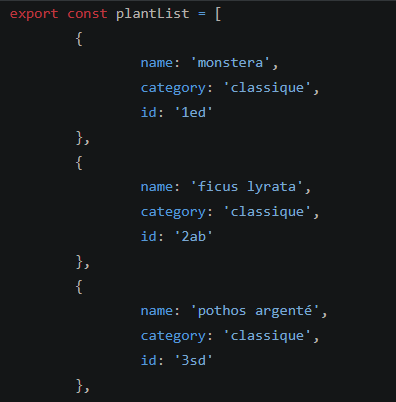 export const plantList = [
{
name: 'monstera',
category: 'classique',
id: '1ed'
},
{
name: 'ficus lyrata',
category: 'classique',
id: '2ab'
},
{
name: 'pothos argenté',
category: 'classique',
id: '3sd'
},